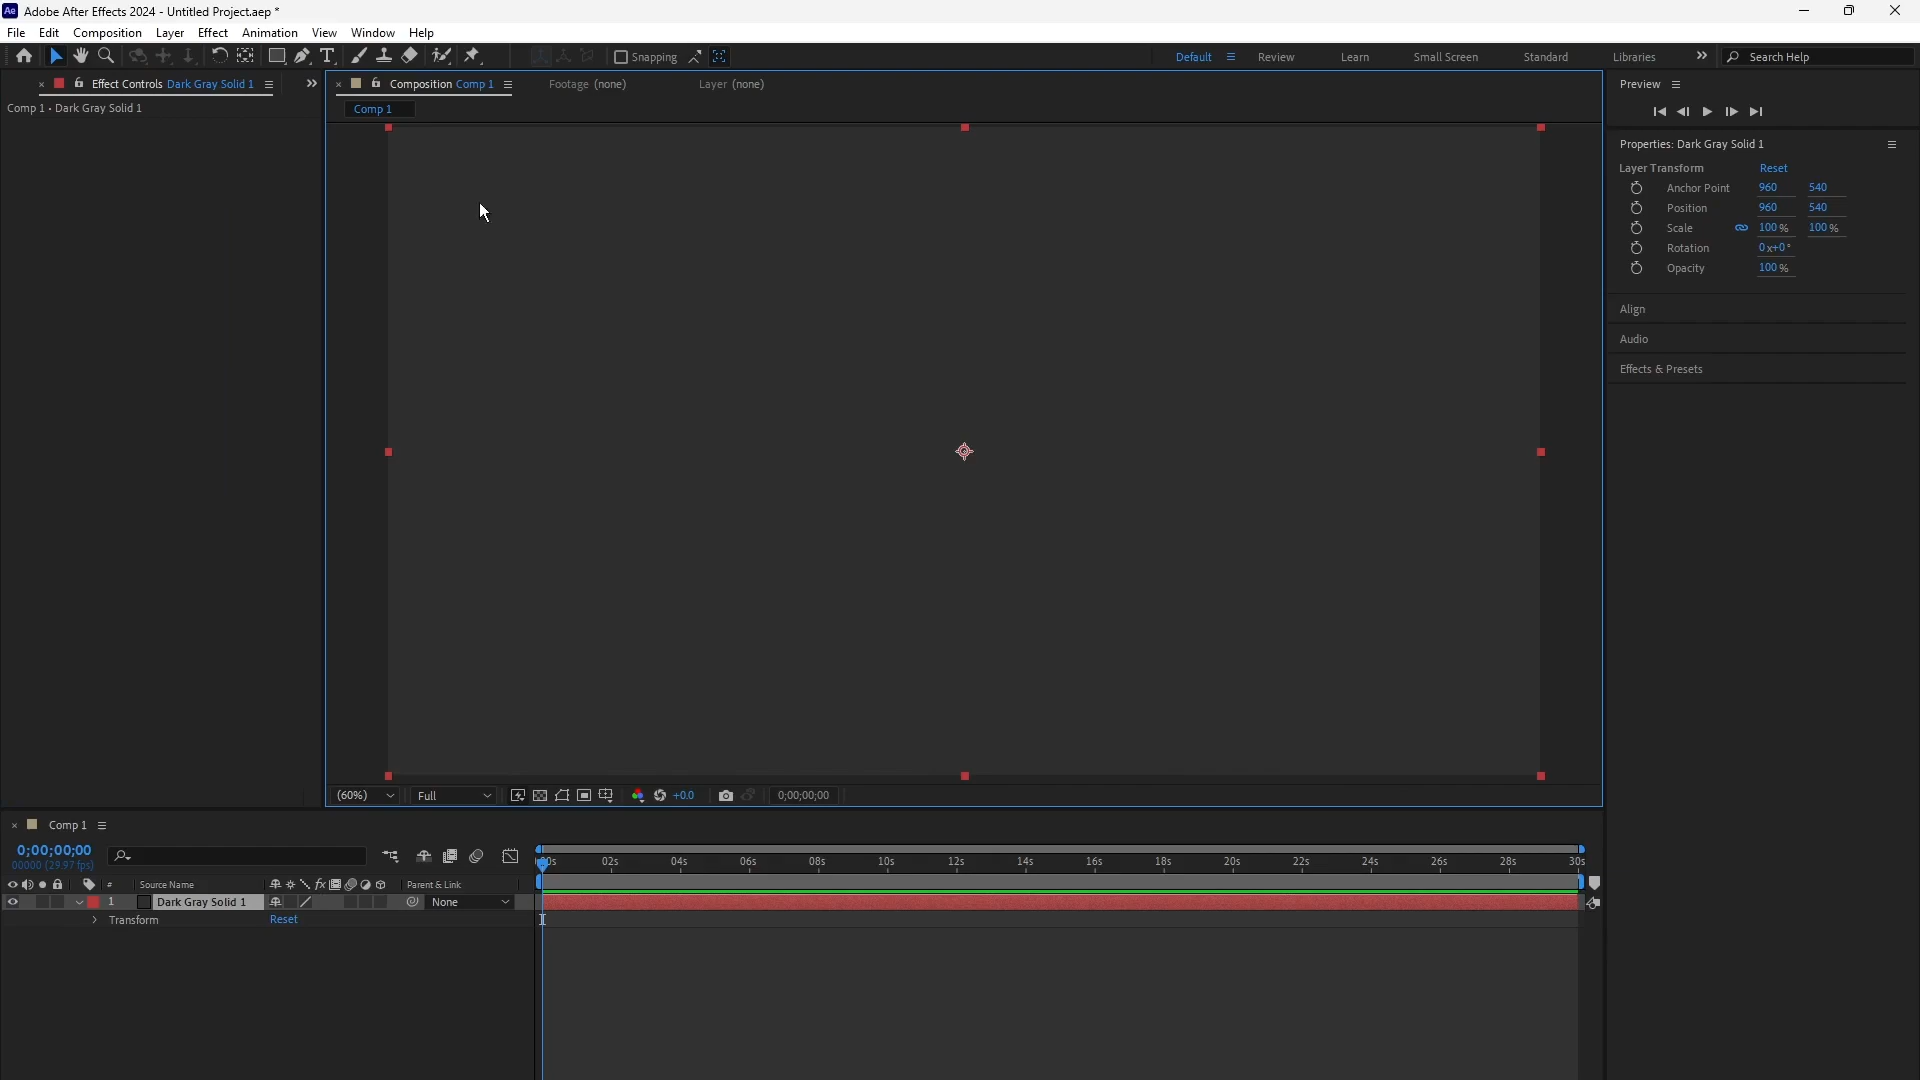 Ae Adobe After Effects 2024 - Untitled Project.aep *
File Edit Composition Layer Effect Animation View Window Help
Snapping Default Review Learn Small Screen Standard Libraries Search Help
Effect Controls Dark Gray Solid 1
Composition Comp 1 Footage (none) Layer (none)
Preview
Comp 1 • Dark Gray Solid 1
Comp 1
Properties: Dark Gray Solid 1
Layer Transform Reset
Anchor Point 960 540
Position 960 540
Scale 100 % 100 %
Rotation 0 x+0 °
Opacity 100 %
Align
Audio
Effects & Presets
(60%) Full +0.0 0;00;00;00
Comp 1
0;00;00;00
00000 (29.97 fps)
02s 04s 06s 08s 10s 12s 14s 16s 18s 20s 22s 24s 26s 28s 30s
# Source Name fx Parent & Link
1 Dark Gray Solid 1 None
Transform Reset